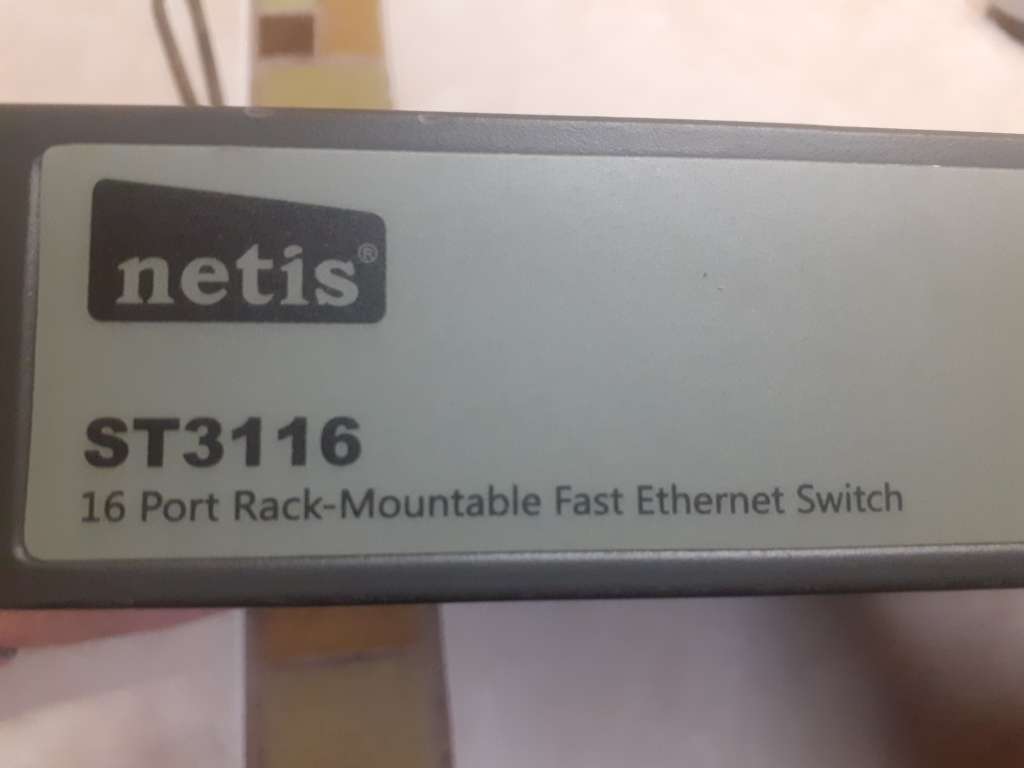 netis®
ST3116
16 Port Rack-Mountable Fast Ethernet Switch